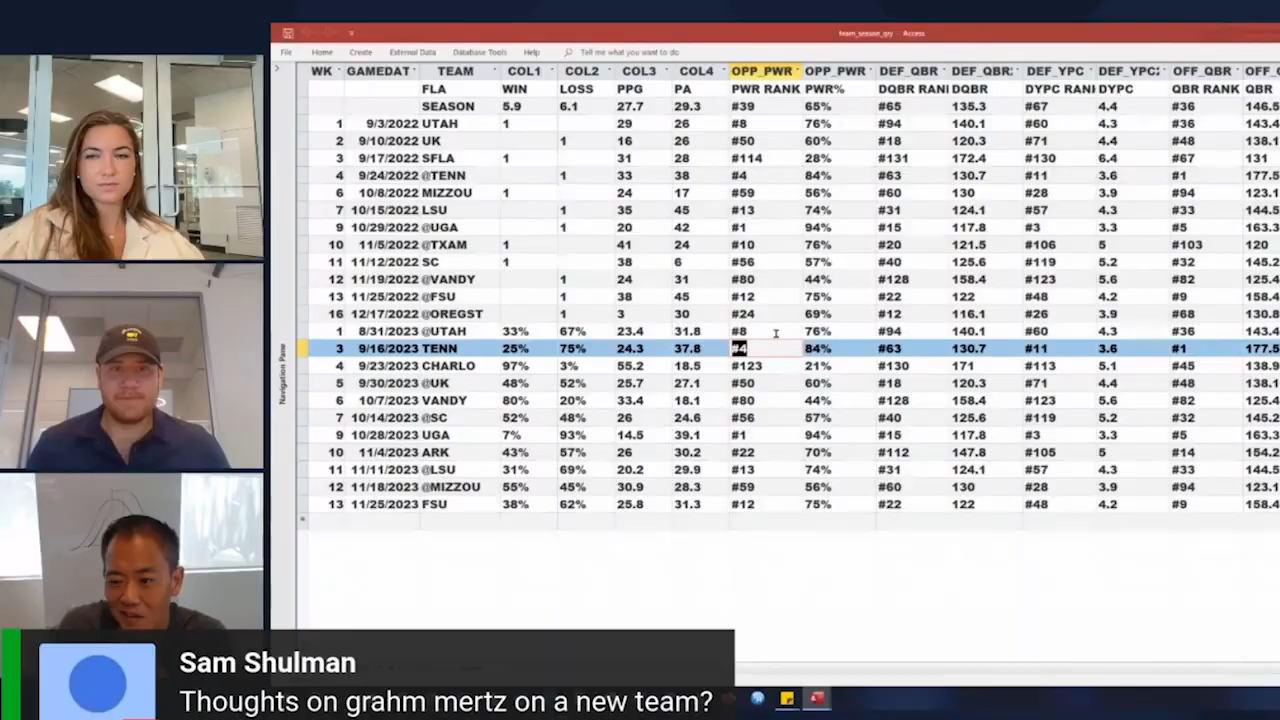 team_season_qry - Access
File Home Create External Data Database Tools Help Tell me what you want to do
WK GAMEDAT TEAM COL1 COL2 COL3 COL4 OPP_PWR OPP_PWR DEF_QBR DEF_QBR: DEF_YPC DEF_YPC: OFF_QBR OFF_C
FLA WIN LOSS PPG PA PWR RANK PWR% DQBR RANI DQBR DYPC RANI DYPC QBR RANK QBR
SEASON 5.9 6.1 27.7 29.3 #39 65% #65 135.3 #67 4.4 #36 146.5
1 9/3/2022 UTAH 1 29 26 #8 76% #94 140.1 #60 4.3 #36 143.4
2 9/10/2022 UK 1 16 26 #50 60% #18 120.3 #71 4.4 #48 138.1
3 9/17/2022 SFLA 1 31 28 #114 28% #131 172.4 #130 6.4 #67 131
4 9/24/2022 @TENN 1 33 38 #4 84% #63 130.7 #11 3.6 #1 177.5
6 10/8/2022 MIZZOU 1 24 17 #59 56% #60 130 #28 3.9 #94 123.1
7 10/15/2022 LSU 1 35 45 #13 74% #31 124.1 #57 4.3 #33 144.5
9 10/29/2022 @UGA 1 20 42 #1 94% #15 117.8 #3 3.3 #5 163.3
10 11/5/2022 @TXAM 1 41 24 #10 76% #20 121.5 #106 5 #103 120
11 11/12/2022 SC 1 38 6 #56 57% #40 125.6 #119 5.2 #32 145.2
12 11/19/2022 @VANDY 1 24 31 #80 44% #128 158.4 #123 5.6 #82 125.4
13 11/25/2022 @FSU 1 38 45 #12 75% #22 122 #48 4.2 #9 158.4
16 12/17/2022 @OREGST 1 3 30 #24 69% #12 116.1 #26 3.9 #68 130.8
1 8/31/2023 @UTAH 33% 67% 23.4 31.8 #8 76% #94 140.1 #60 4.3 #36 143.4
3 9/16/2023 TENN 25% 75% 24.3 37.8 #4 84% #63 130.7 #11 3.6 #1 177.5
4 9/23/2023 CHARLO 97% 3% 55.2 18.5 #123 21% #130 171 #113 5.1 #45 138.9
5 9/30/2023 @UK 48% 52% 25.7 27.1 #50 60% #18 120.3 #71 4.4 #48 138.1
6 10/7/2023 VANDY 80% 20% 33.4 18.1 #80 44% #128 158.4 #123 5.6 #82 125.4
7 10/14/2023 @SC 52% 48% 26 24.6 #56 57% #40 125.6 #119 5.2 #32 145.2
9 10/28/2023 UGA 7% 93% 14.5 39.1 #1 94% #15 117.8 #3 3.3 #5 163.3
10 11/4/2023 ARK 43% 57% 26 30.2 #22 70% #112 147.8 #105 5 #14 154.2
11 11/11/2023 @LSU 31% 69% 20.2 29.9 #13 74% #31 124.1 #57 4.3 #33 144.5
12 11/18/2023 @MIZZOU 55% 45% 30.9 28.3 #59 56% #60 130 #28 3.9 #94 123.1
13 11/25/2023 FSU 38% 62% 25.8 31.3 #12 75% #22 122 #48 4.2 #9 158.4
Navigation Pane
Sam Shulman
Thoughts on grahm mertz on a new team?